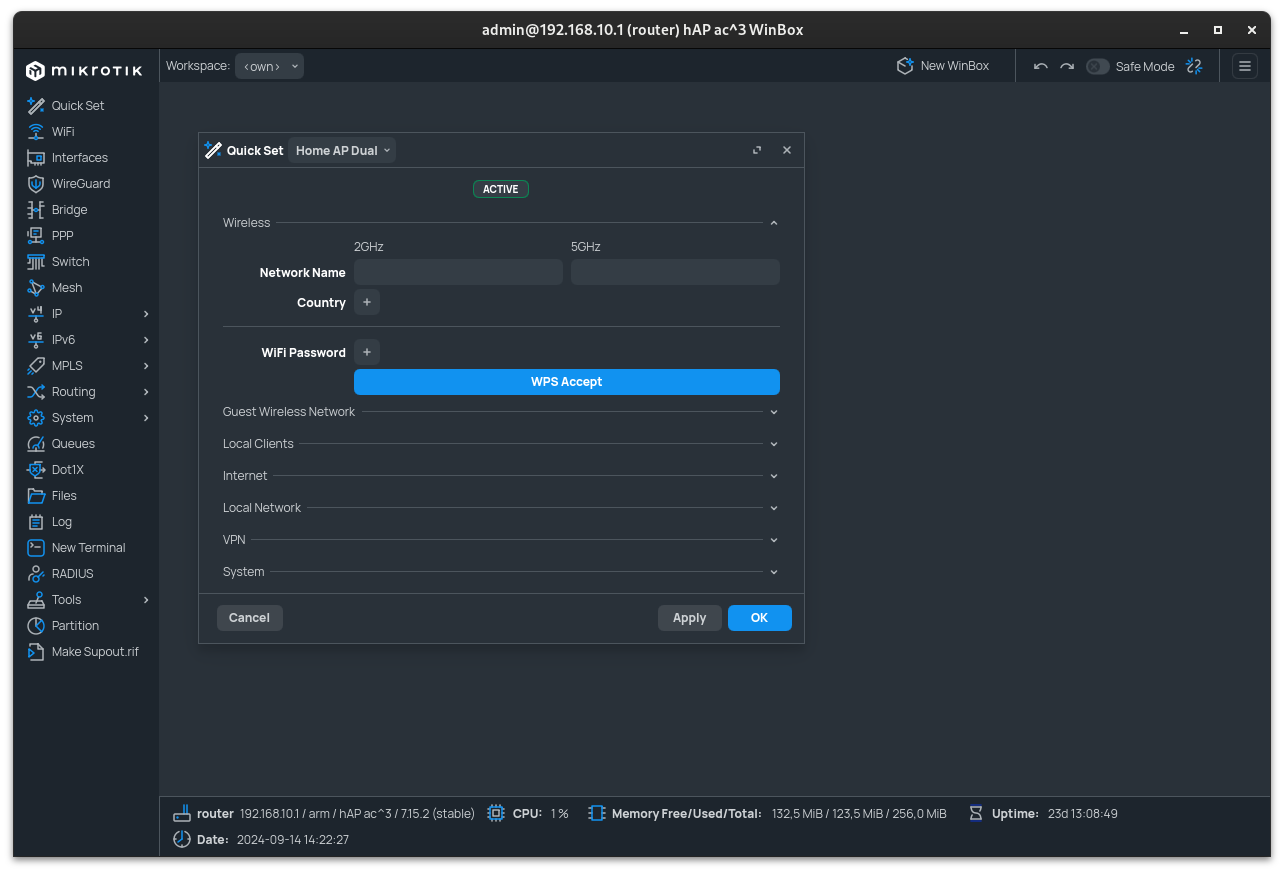 admin@192.168.10.1 (router) hAP ac^3 WinBox
mikrotik
Workspace: <own>
New WinBox
Safe Mode
Quick Set
WiFi
Interfaces
WireGuard
Bridge
PPP
Switch
Mesh
v4 IP
v6 IPv6
MPLS
Routing
System
Queues
Dot1X
Files
Log
New Terminal
RADIUS
Tools
Partition
Make Supout.rif
Quick Set Home AP Dual
ACTIVE
Wireless
2GHz 5GHz
Network Name
Country +
WiFi Password +
WPS Accept
Guest Wireless Network
Local Clients
Internet
Local Network
VPN
System
Cancel Apply OK
router 192.168.10.1 / arm / hAP ac^3 / 7.15.2 (stable) CPU: 1 % Memory Free/Used/Total: 132,5 MiB / 123,5 MiB / 256,0 MiB Uptime: 23d 13:08:49
Date: 2024-09-14 14:22:27